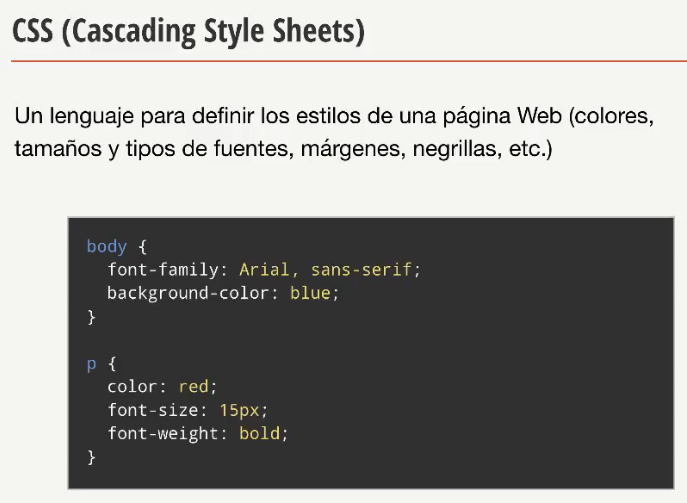 CSS (Cascading Style Sheets)
Un lenguaje para definir los estilos de una página Web (colores,
tamaños y tipos de fuentes, márgenes, negrillas, etc.)
body {
  font-family: Arial, sans-serif;
  background-color: blue;
}
p {
  color: red;
  font-size: 15px;
  font-weight: bold;
}